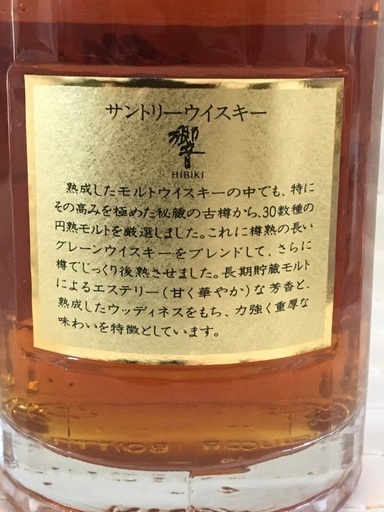 サントリーウイスキー
響
HIBIKI
熟成したモルトウイスキーの中でも、特に
その高みを極めた秘蔵の古樽から、30数種の
円熟モルトを厳選しました。これに樽熟の長い
グレーンウイスキーをブレンドして、さらに
樽でじっくり後熟させました。長期貯蔵モルト
によるエステリー(甘く華やか)な芳香と、
熟成したウッディネスをもち、力強く重厚な
味わいを特徴としています。